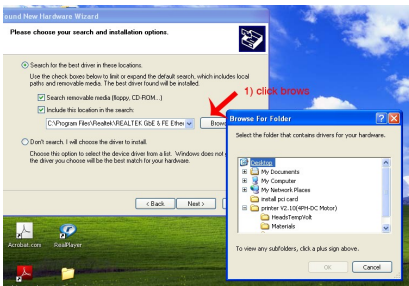 ound New Hardware Wizard
Please choose your search and installation options.
Search for the best driver in these locations.
Use the check boxes below to limit or expand the default search, which includes local
paths and removable media. The best driver found will be installed.
Search removable media (floppy, CD-ROM...)
1) click brows
Include this location in the search:
C:\Program Files\Realtek\REALTEK GbE & FE Ether
Brows
Don't search. I will choose the driver to install.
Choose this option to select the device driver from a list. Windows does not
the driver you choose will be the best match for your hardware.
< Back
Next >
Browse For Folder
Select the folder that contains drivers for your hardware.
Desktop
My Documents
My Computer
My Network Places
install pci card
printer V2.10(4PH-DC Motor)
HeadsTempVolt
Materials
To view any subfolders, click a plus sign above.
OK
Cancel
Acrobat.com
RealPlayer